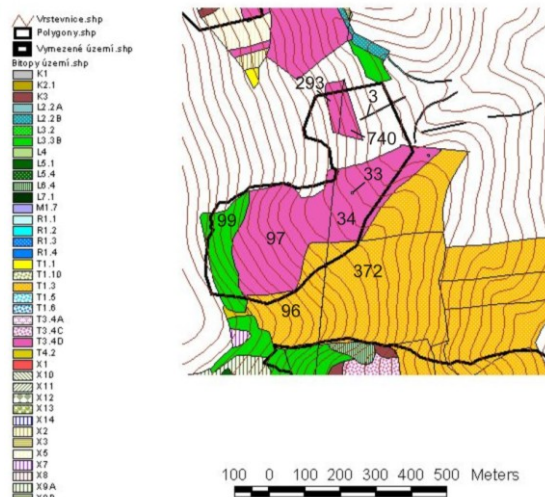 Vrstevnice.shp
Polygony.shp
Vymezené území.shp
Bitopy území.shp
K1
K2.1
K3
L2.2A
L2.2B
L3.2
L3.3B
L4
L5.1
L5.4
L6.4
L7.1
M1.7
R1.1
R1.2
R1.3
R1.4
T1.1
T1.10
T1.3
T1.5
T1.6
T3.4A
T3.4C
T3.4D
T4.2
X1
X10
X11
X12
X13
X14
X2
X3
X5
X7
X8
X9A
293
3
740
33
99
34
97
372
96
100 0 100 200 300 400 500 Meters